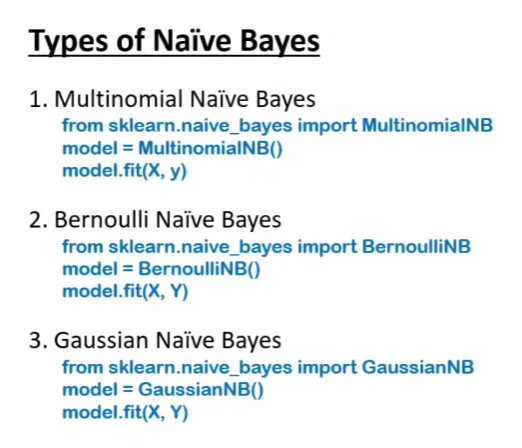 Types of Naïve Bayes
1. Multinomial Naïve Bayes
from sklearn.naive_bayes import MultinomialNB
model = MultinomialNB()
model.fit(X, y)
2. Bernoulli Naïve Bayes
from sklearn.naive_bayes import BernoulliNB
model = BernoulliNB()
model.fit(X, Y)
3. Gaussian Naïve Bayes
from sklearn.naive_bayes import GaussianNB
model = GaussianNB()
model.fit(X, Y)